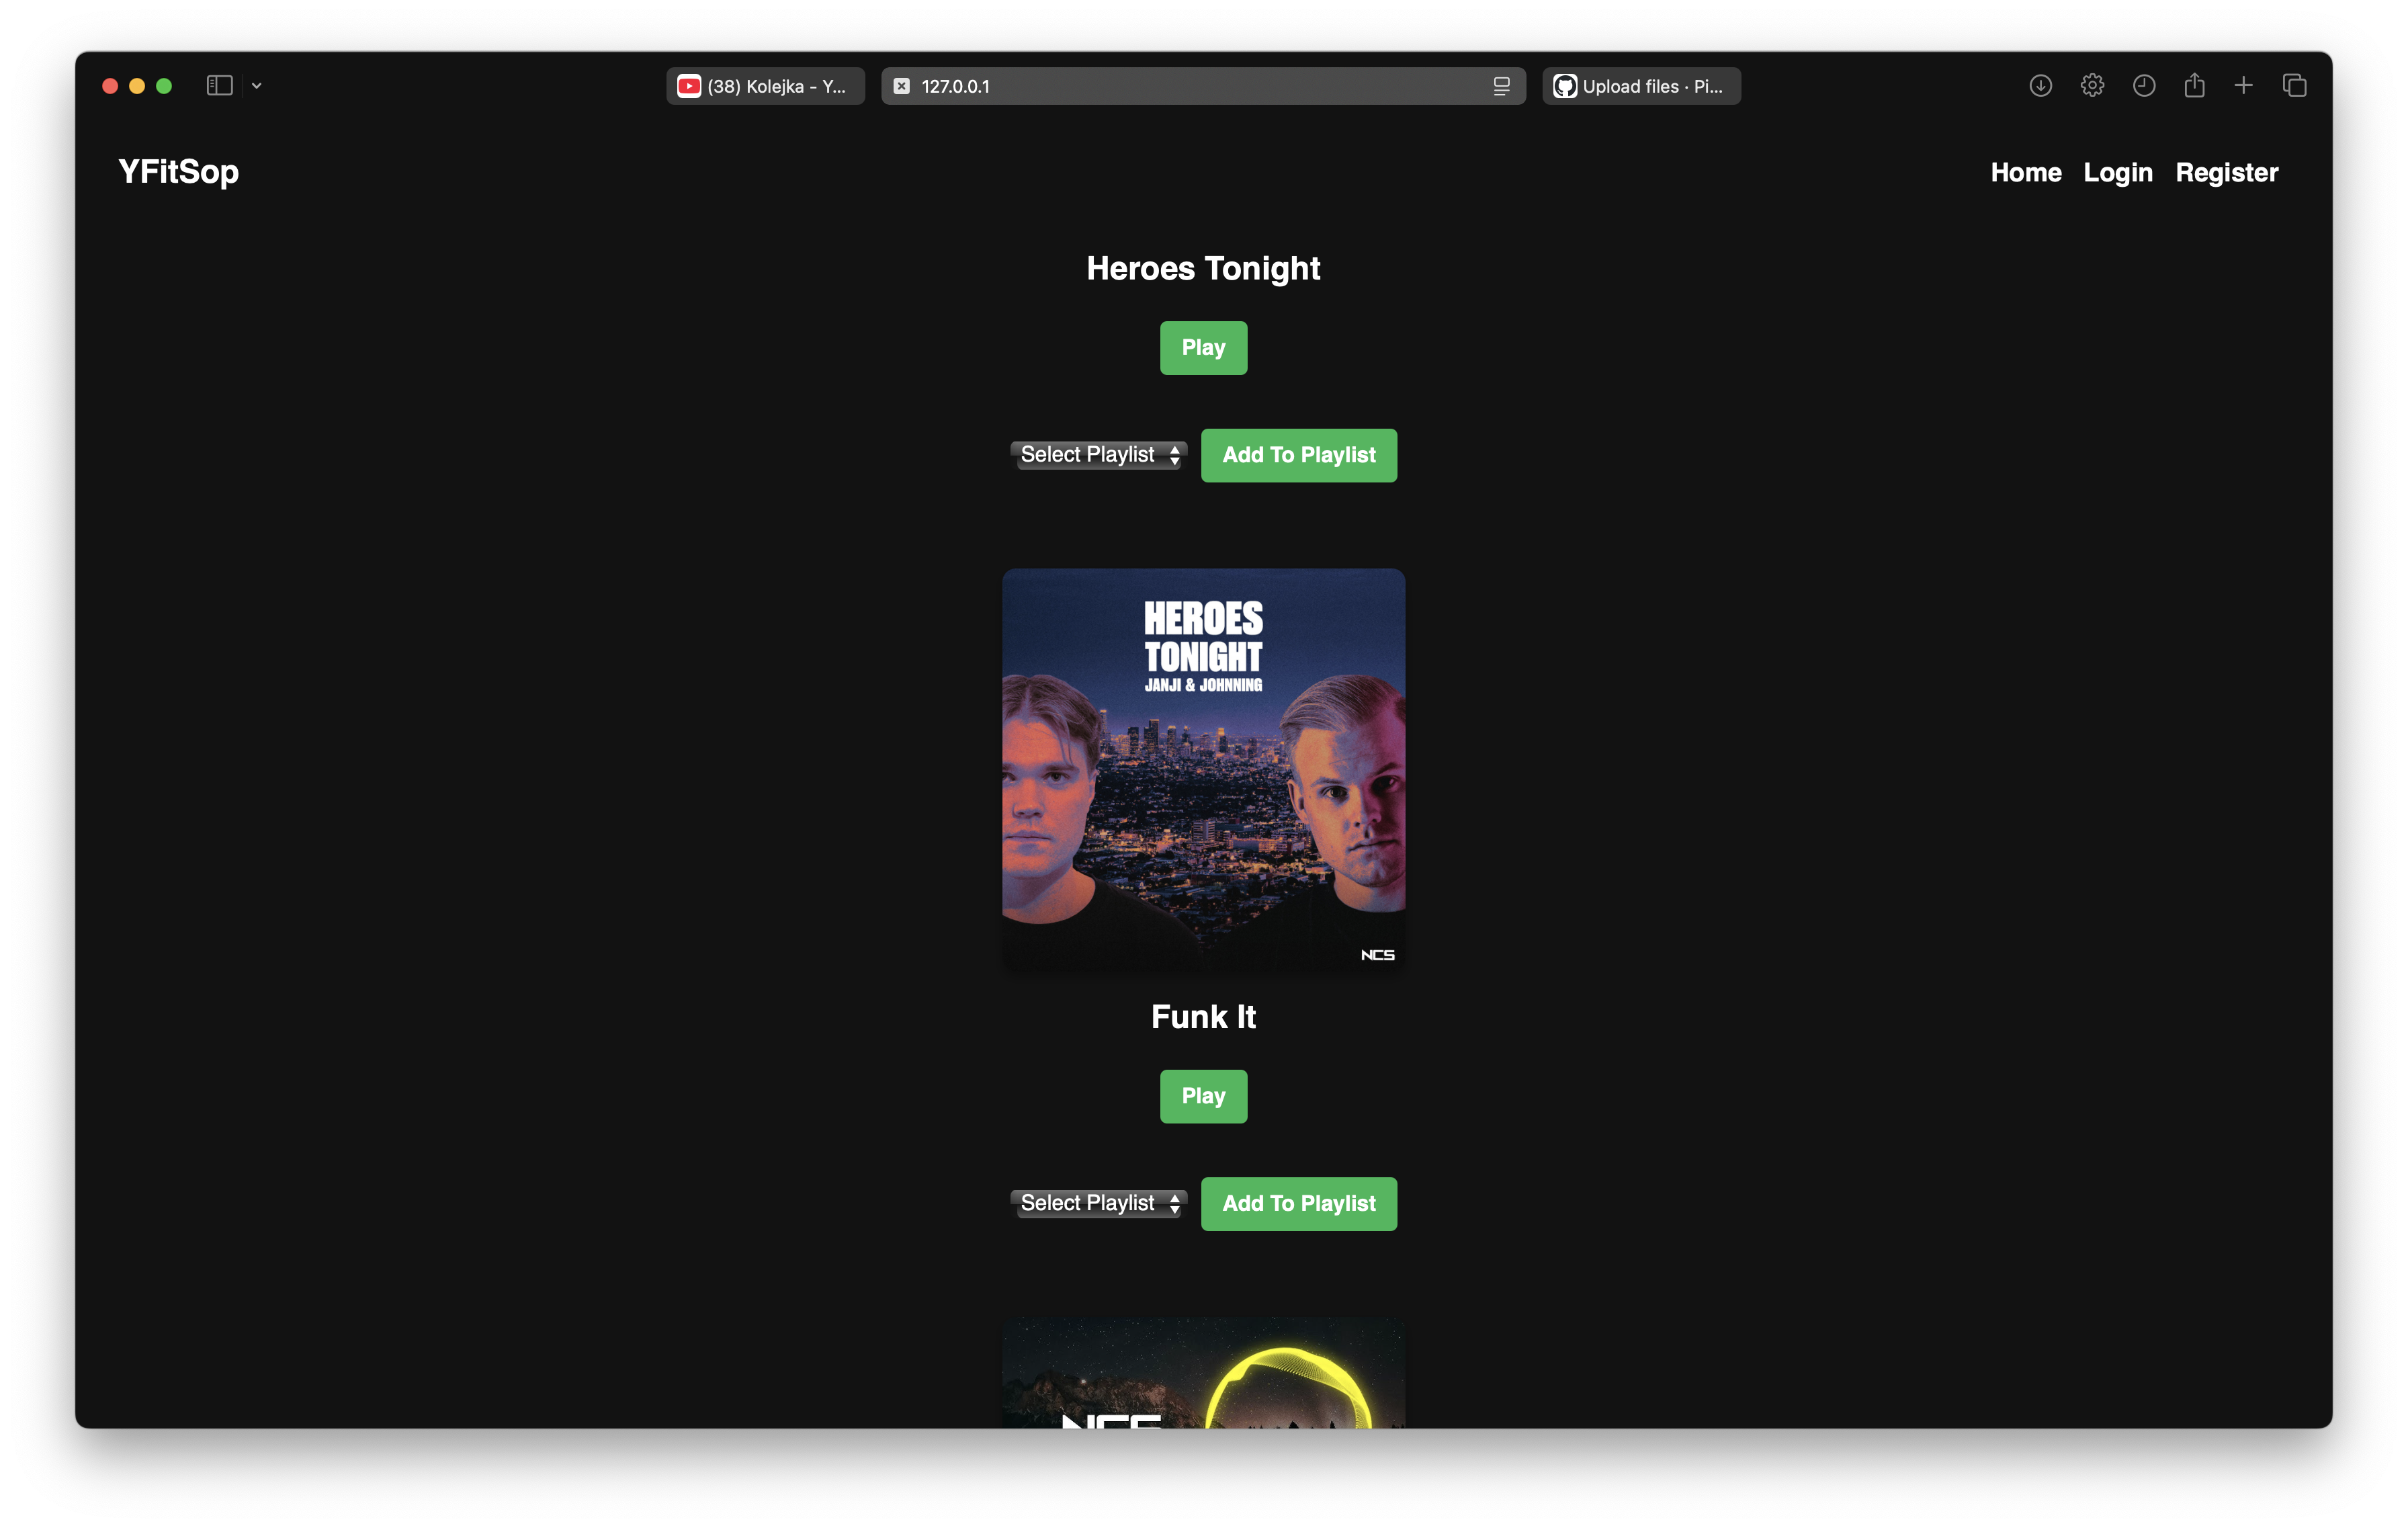 (38) Kolejka - Y...
127.0.0.1
Upload files · Pi...
YFitSop
Home Login Register
Heroes Tonight
Play
Select Playlist Add To Playlist
HEROES
TONIGHT
JANJI & JOHNNING
NCS
Funk It
Play
Select Playlist Add To Playlist
NCS